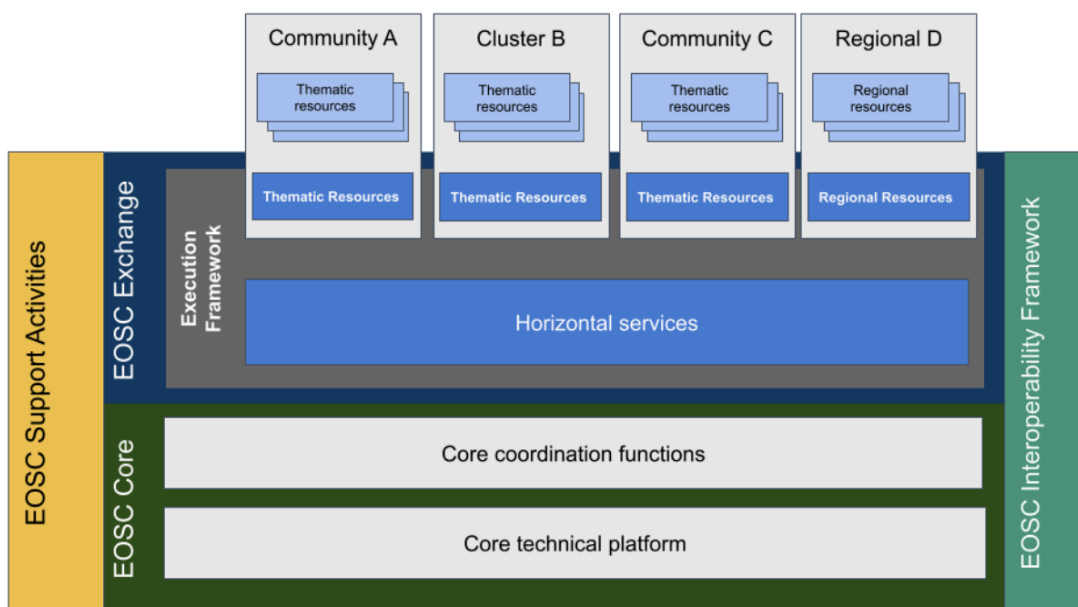 Community A
Cluster B
Community C
Regional D
Thematic
resources
Thematic
resources
Thematic
resources
Regional
resources
Thematic Resources
Thematic Resources
Thematic Resources
Regional Resources
EOSC Support Activities
EOSC Exchange
Execution
Framework
Horizontal services
EOSC Interoperability Framework
EOSC Core
Core coordination functions
Core technical platform